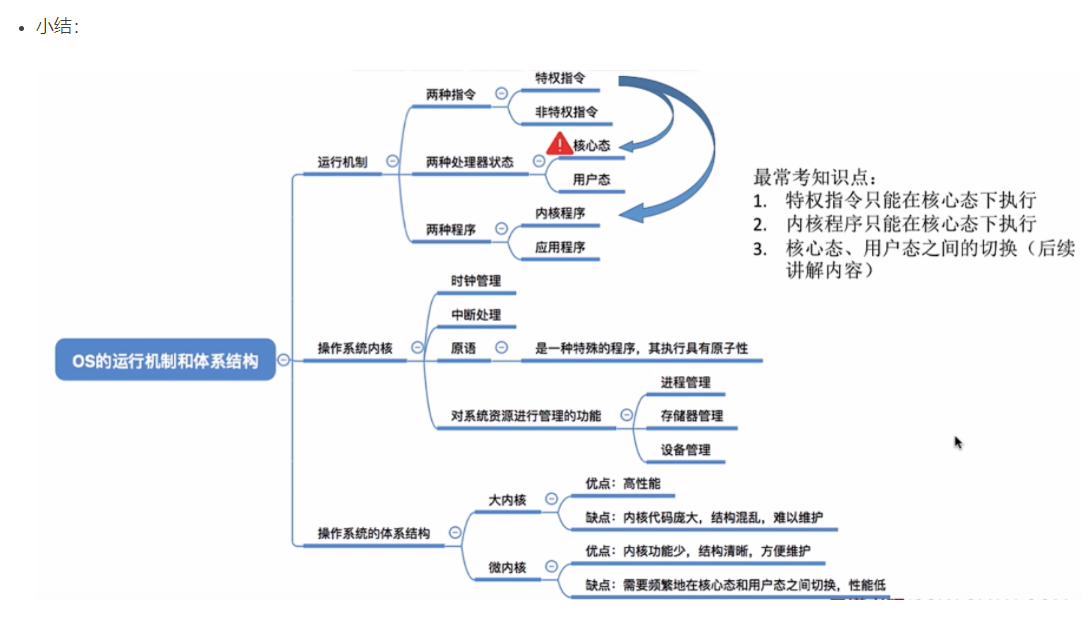 小结：
OS的运行机制和体系结构
运行机制
两种指令
特权指令
非特权指令
两种处理器状态
核心态
用户态
两种程序
内核程序
应用程序
操作系统内核
时钟管理
中断处理
原语
是一种特殊的程序，其执行具有原子性
对系统资源进行管理的功能
进程管理
存储器管理
设备管理
操作系统的体系结构
大内核
优点：高性能
缺点：内核代码庞大，结构混乱，难以维护
微内核
优点：内核功能少，结构清晰，方便维护
缺点：需要频繁地在核心态和用户态之间切换，性能低
最常考知识点：
1. 特权指令只能在核心态下执行
2. 内核程序只能在核心态下执行
3. 核心态、用户态之间的切换（后续
讲解内容）